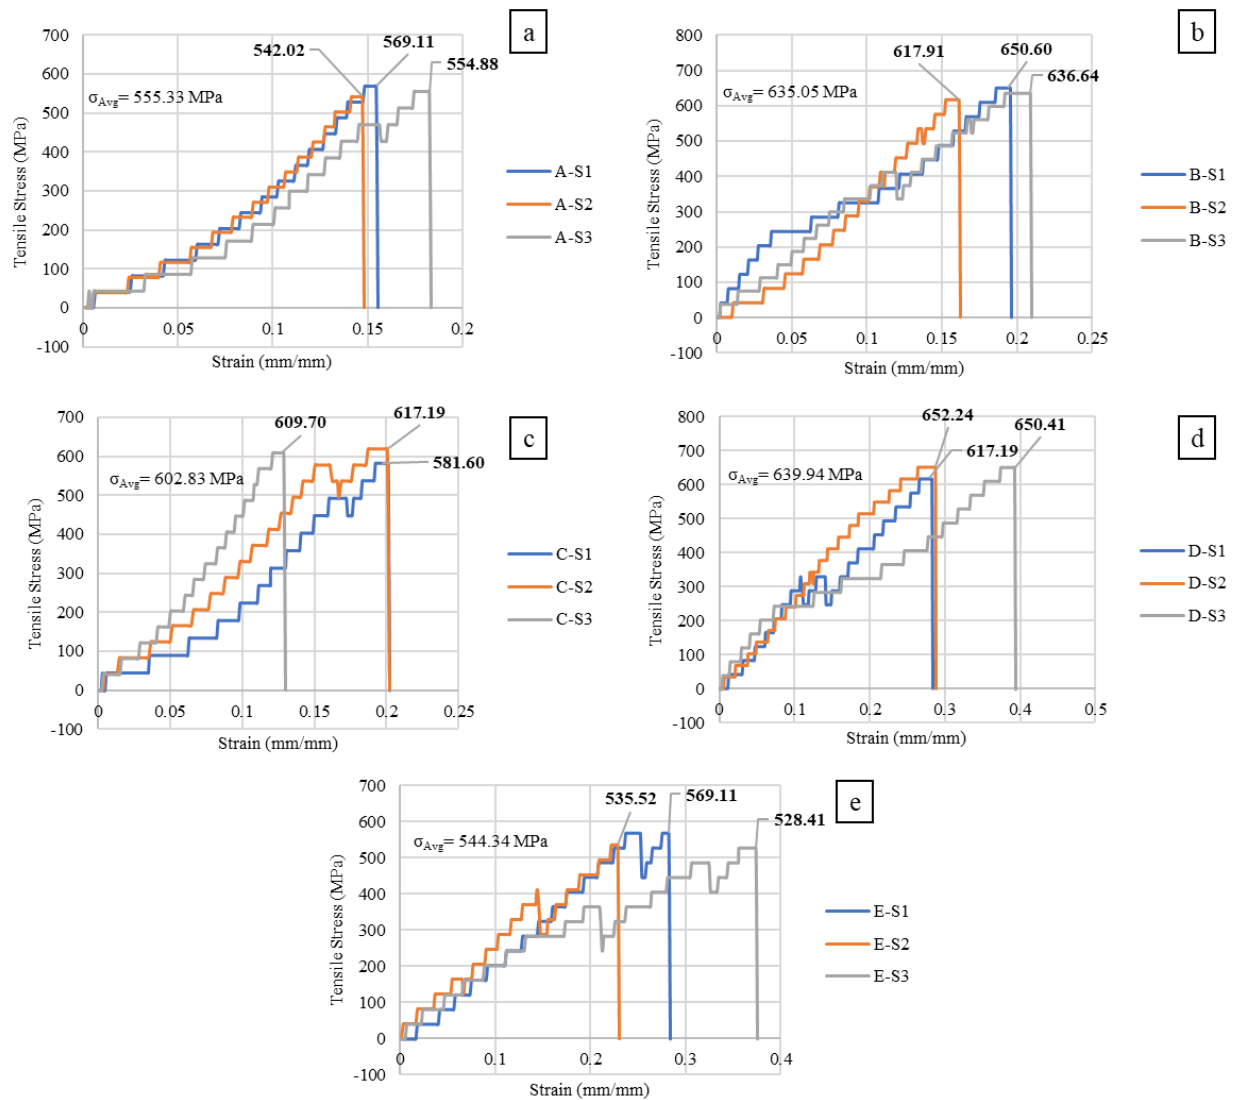 a
700
600
500
400
300
200
100
0
-100
0
0.05
0.1
0.15
0.2
Tensile Stress (MPa)
Strain (mm/mm)
σAvg= 555.33 MPa
542.02
569.11
554.88
A-S1
A-S2
A-S3
b
800
700
600
500
400
300
200
100
0
-100
0
0.05
0.1
0.15
0.2
0.25
Tensile Stress (MPa)
Strain (mm/mm)
σAvg= 635.05 MPa
617.91
650.60
636.64
B-S1
B-S2
B-S3
c
700
600
500
400
300
200
100
0
-100
0
0.05
0.1
0.15
0.2
0.25
Tensile Stress (MPa)
Strain (mm/mm)
σAvg= 602.83 MPa
609.70
617.19
581.60
C-S1
C-S2
C-S3
d
800
700
600
500
400
300
200
100
0
-100
0
0.1
0.2
0.3
0.4
0.5
Tensile Stress (MPa)
Strain (mm/mm)
σAvg= 639.94 MPa
652.24
617.19
650.41
D-S1
D-S2
D-S3
e
700
600
500
400
300
200
100
0
-100
0
0.1
0.2
0.3
0.4
Tensile Stress (MPa)
Strain (mm/mm)
σAvg= 544.34 MPa
535.52
569.11
528.41
E-S1
E-S2
E-S3